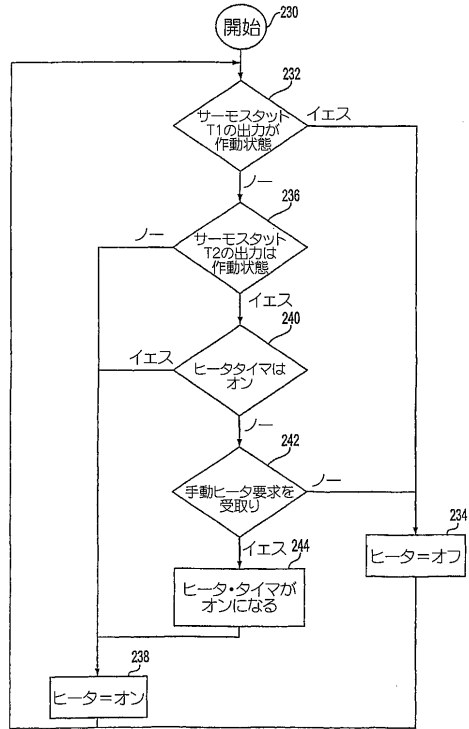 開始
230
232
サーモスタット
T1の出力が
作動状態
イエス
ノー
236
ノー
サーモスタット
T2の出力は
作動状態
イエス
240
イエス
ヒータタイマは
オン
ノー
242
手動ヒータ要求を
受取り
ノー
イエス
244
234
ヒータ=オフ
ヒータ・タイマが
オンになる
238
ヒータ=オン